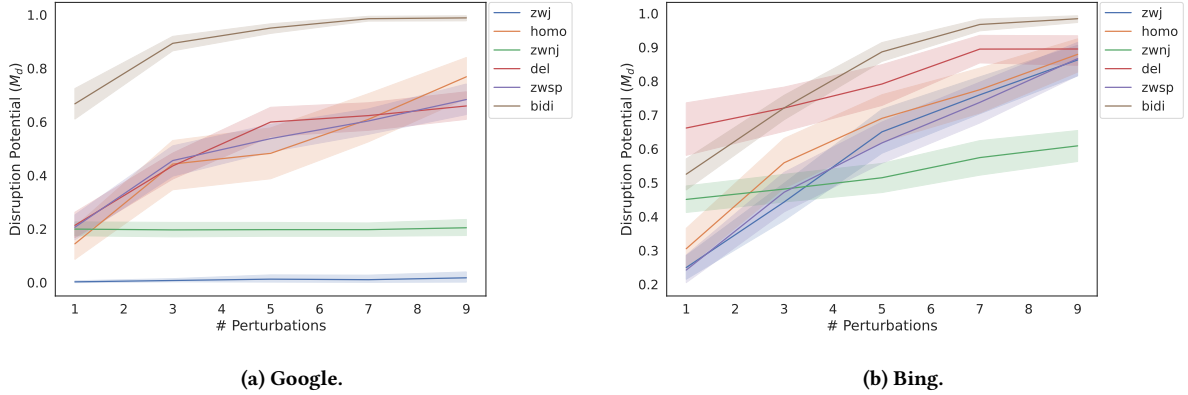 1.0
0.8
0.6
0.4
0.2
0.0
Disruption Potential (M_d)
1 2 3 4 5 6 7 8 9
# Perturbations
zwj
homo
zwnj
del
zwsp
bidi
(a) Google.
1.0
0.9
0.8
0.7
0.6
0.5
0.4
0.3
0.2
Disruption Potential (M_d)
1 2 3 4 5 6 7 8 9
# Perturbations
zwj
homo
zwnj
del
zwsp
bidi
(b) Bing.